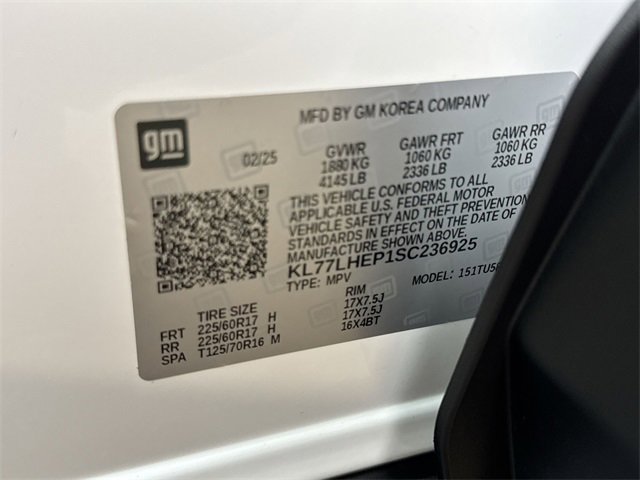 MFD BY GM KOREA COMPANY
gm
02/25
GVWR GAWR FRT GAWR RR
1880 KG 1060 KG 1060 KG
4145 LB 2336 LB 2336 LB
THIS VEHICLE CONFORMS TO ALL
APPLICABLE U.S. FEDERAL MOTOR
VEHICLE SAFETY AND THEFT PREVENTION
STANDARDS IN EFFECT ON THE DATE OF
MANUFACTURE SHOWN ABOVE.
KL77LHEP1SC236925
TYPE: MPV MODEL:
TIRE SIZE RIM
FRT 225/60R17 H 17X7.5J
RR 225/60R17 H 17X7.5J
SPA T125/70R16 M 16X4BT